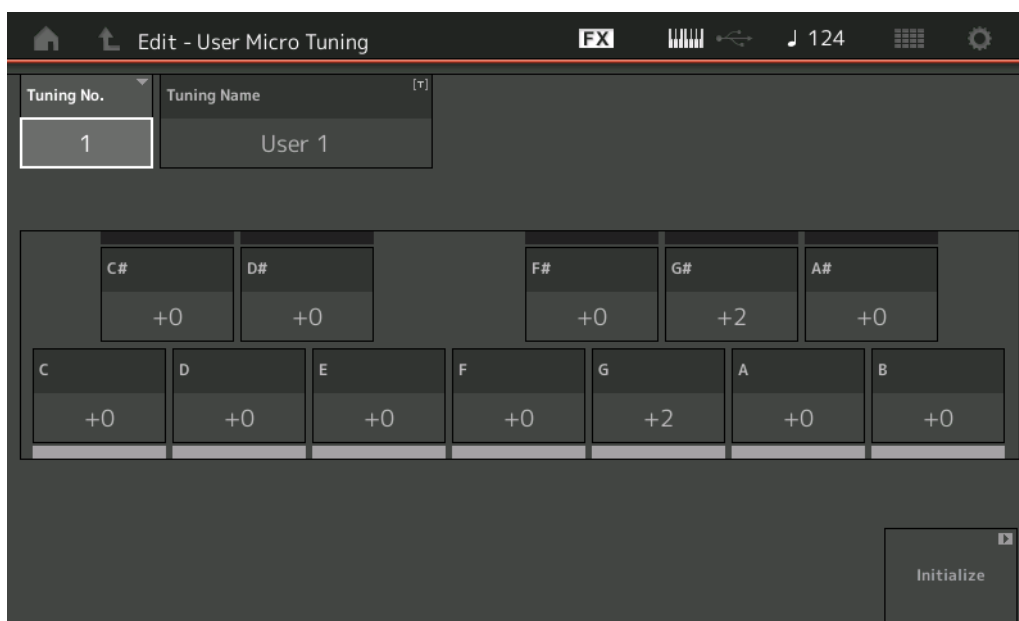 Edit - User Micro Tuning FX ♩ 124
Tuning No. Tuning Name [T]
1 User 1
C# D# F# G# A#
+0 +0 +0 +2 +0
C D E F G A B
+0 +0 +0 +0 +2 +0 +0
Initialize